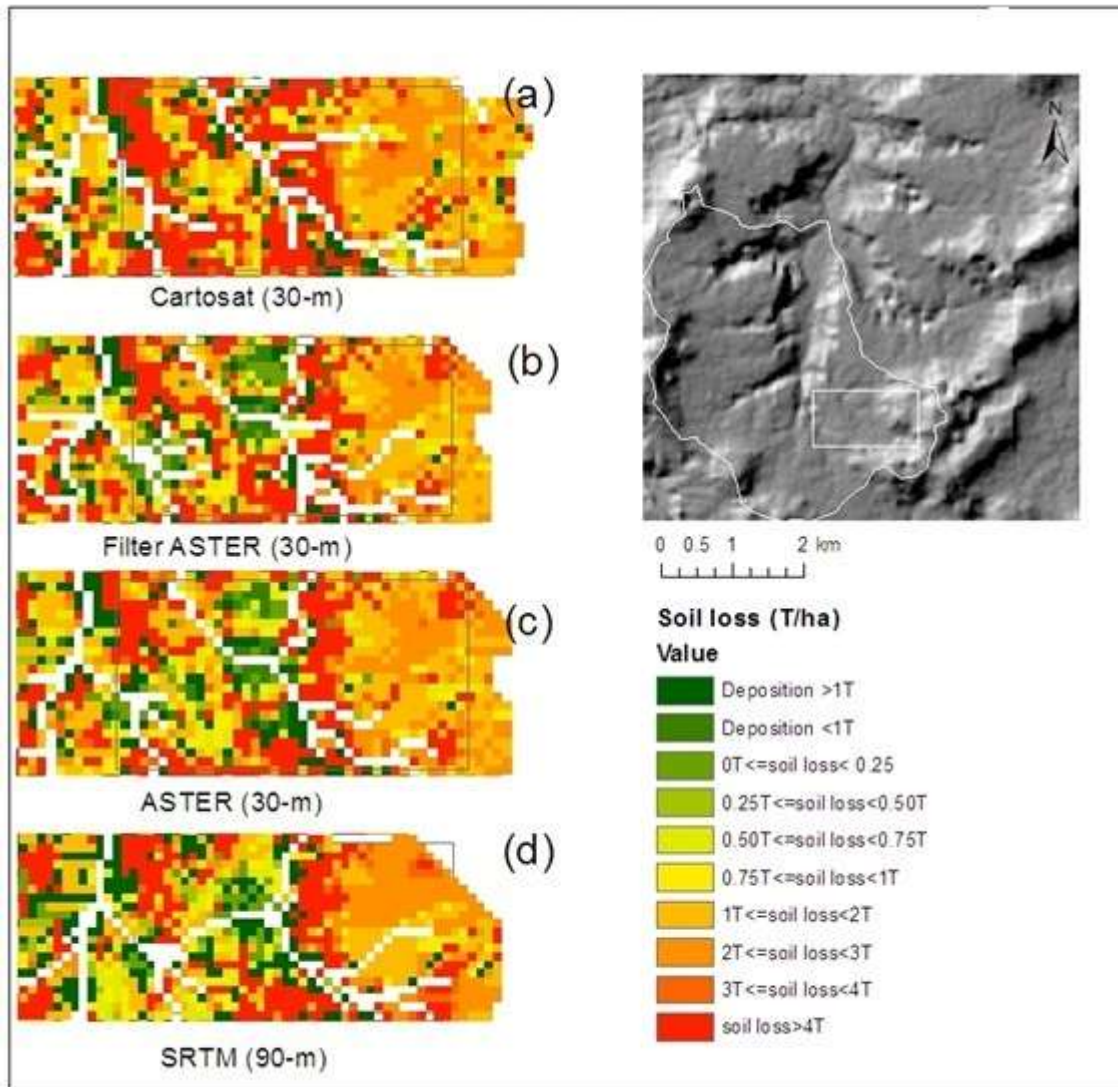 (a)
Cartosat (30-m)
(b)
Filter ASTER (30-m)
(c)
ASTER (30-m)
(d)
SRTM (90-m)
N
0 0.5 1 2 km
Soil loss (T/ha)
Value
Deposition >1T
Deposition <1T
0T<=soil loss< 0.25
0.25T<=soil loss<0.50T
0.50T<=soil loss<0.75T
0.75T<=soil loss<1T
1T<=soil loss<2T
2T<=soil loss<3T
3T<=soil loss<4T
soil loss>4T